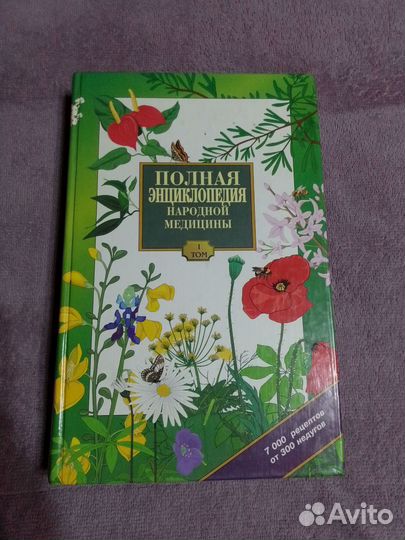 ПОЛНАЯ
ЭНЦИКЛОПЕДИЯ
НАРОДНОЙ
МЕДИЦИНЫ
I
ТОМ
7 000 рецептов
от 300 недугов
Avito